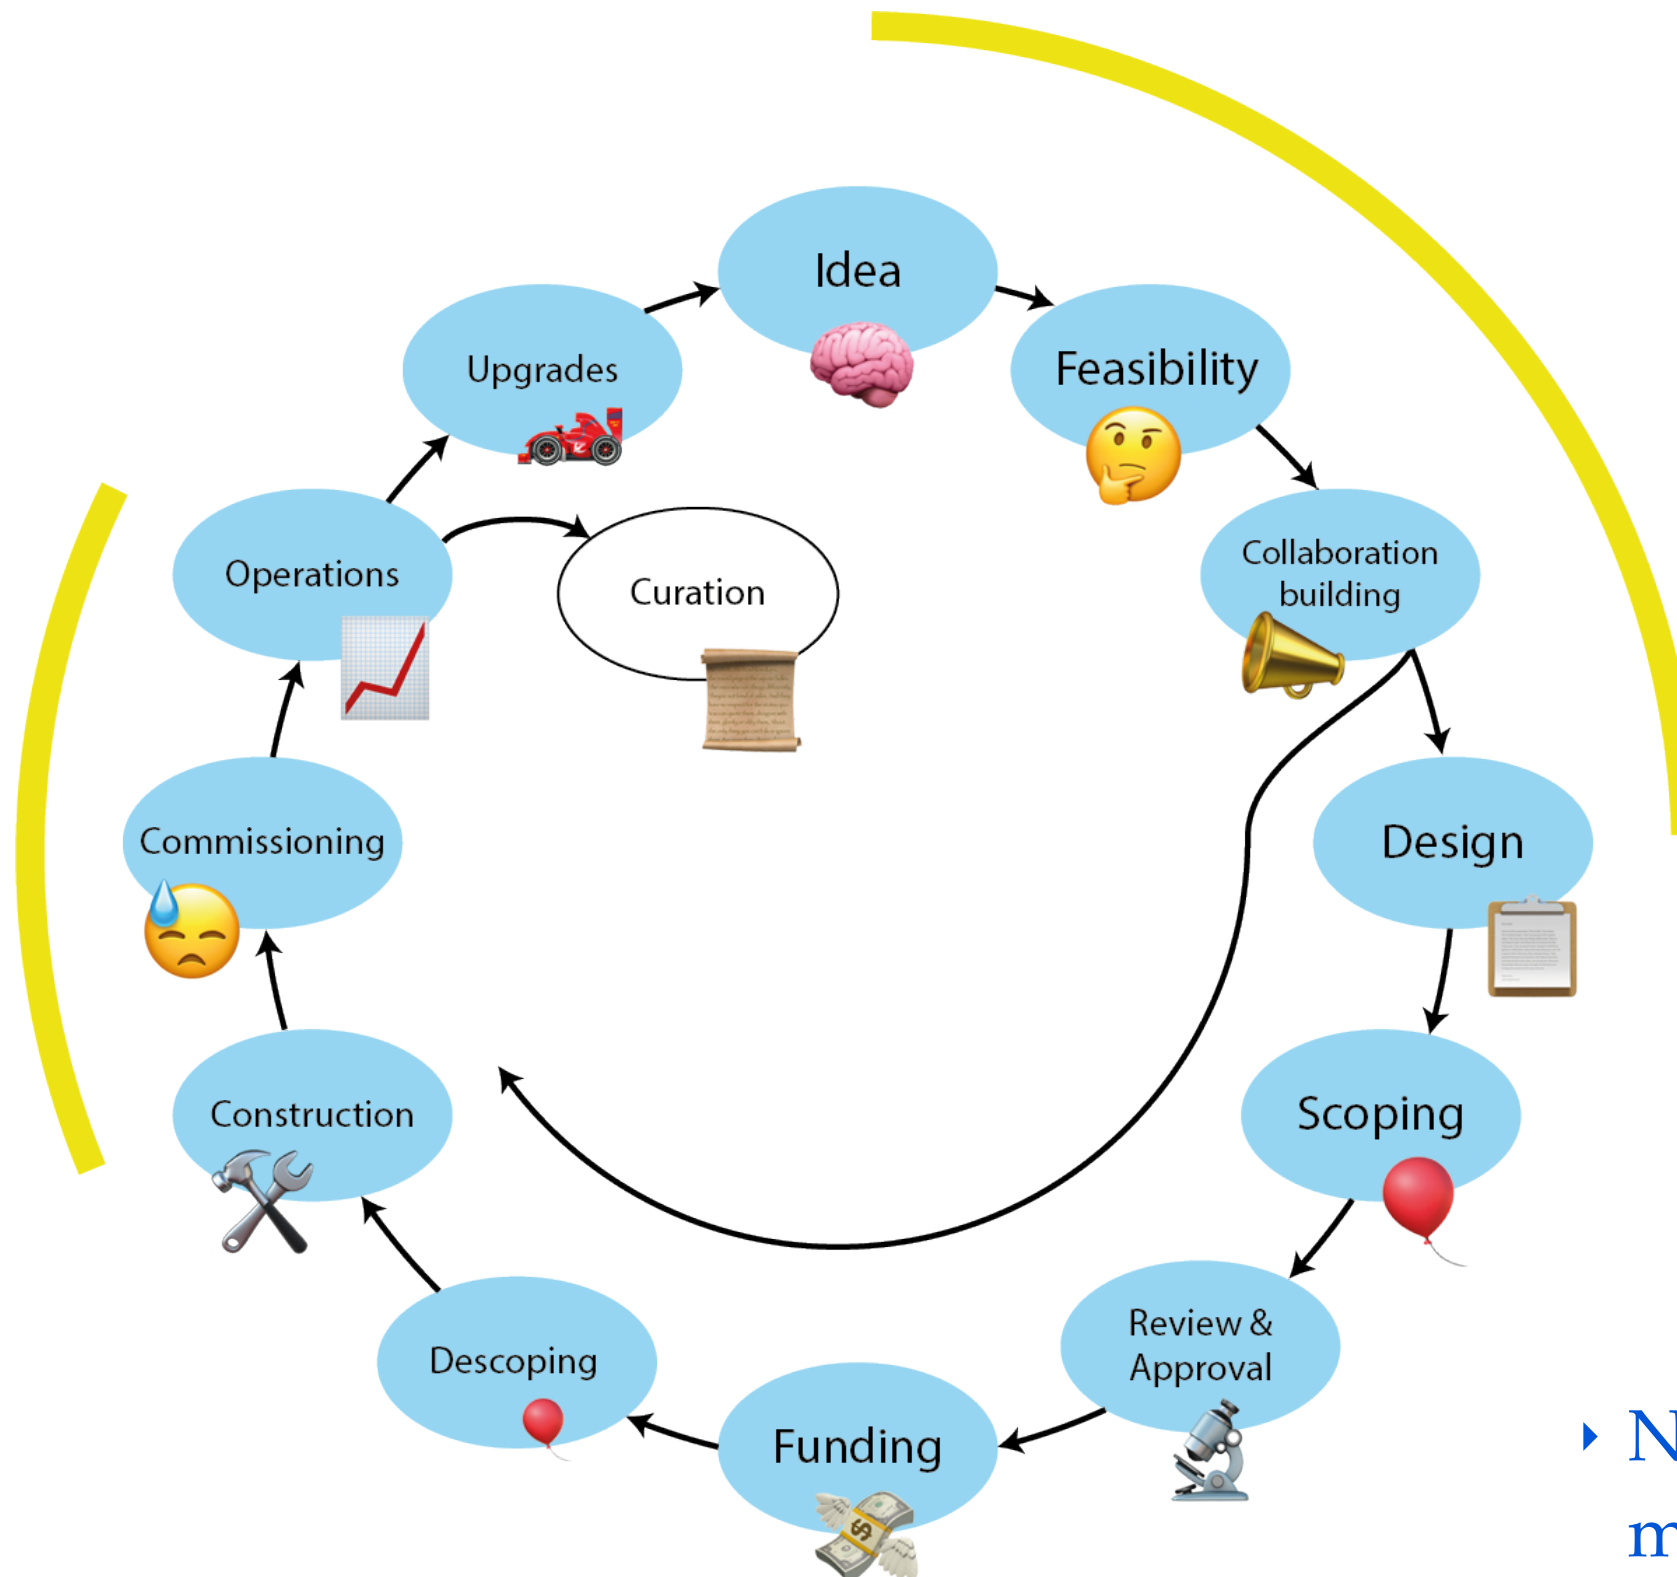 Idea
Feasibility
Collaboration
building
Design
Scoping
Review &
Approval
Funding
Descoping
Construction
Commissioning
Operations
Upgrades
Curation